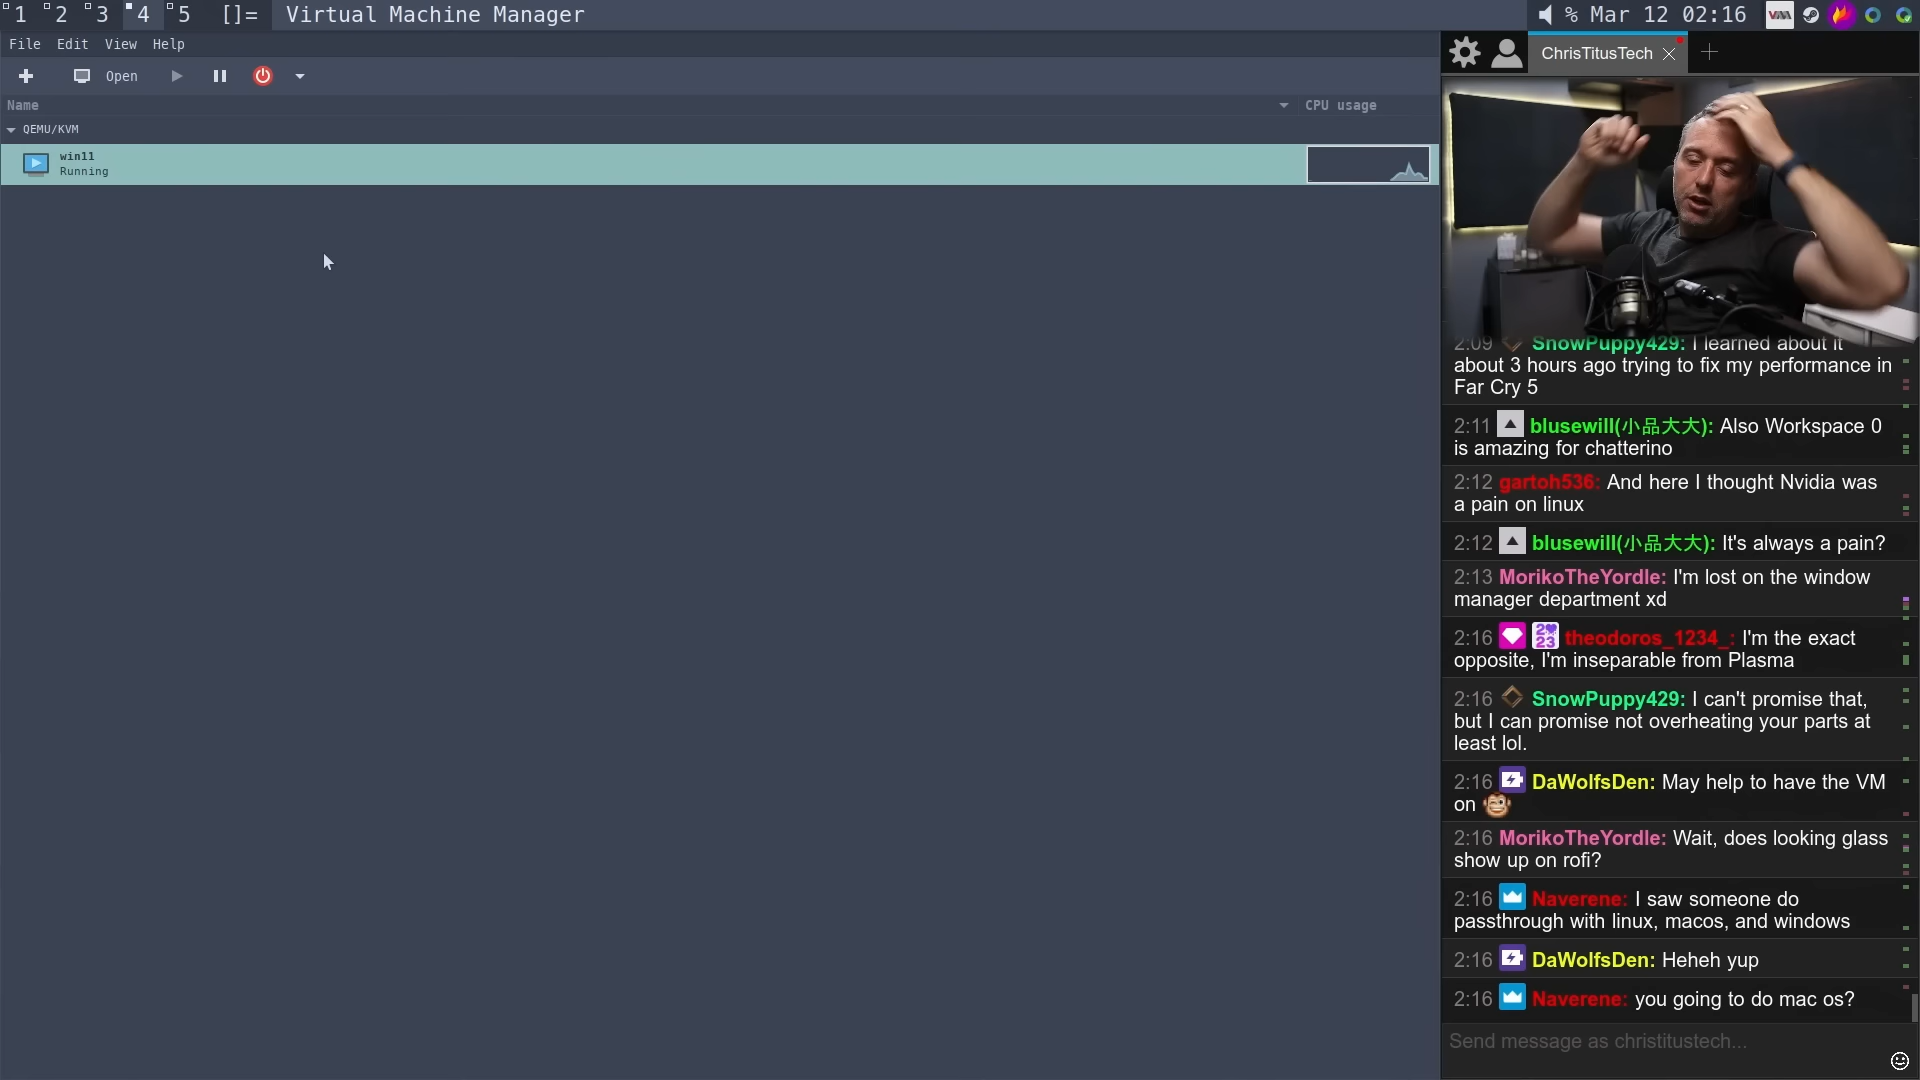 1 2 3 4 5 []= Virtual Machine Manager % Mar 12 02:16
File Edit View Help
Open
Name CPU usage
QEMU/KVM
win11
Running
ChrisTitusTech
2:09 SnowPuppy429: I learned about it
about 3 hours ago trying to fix my performance in
Far Cry 5
2:11 blusewill(小品大大): Also Workspace 0
is amazing for chatterino
2:12 gartoh536: And here I thought Nvidia was
a pain on linux
2:12 blusewill(小品大大): It's always a pain?
2:13 MorikoTheYordle: I'm lost on the window
manager department xd
2:16 theodoros_1234_: I'm the exact
opposite, I'm inseparable from Plasma
2:16 SnowPuppy429: I can't promise that,
but I can promise not overheating your parts at
least lol.
2:16 DaWolfsDen: May help to have the VM
on
2:16 MorikoTheYordle: Wait, does looking glass
show up on rofi?
2:16 Naverene: I saw someone do
passthrough with linux, macos, and windows
2:16 DaWolfsDen: Heheh yup
2:16 Naverene: you going to do mac os?
Send message as christitustech...